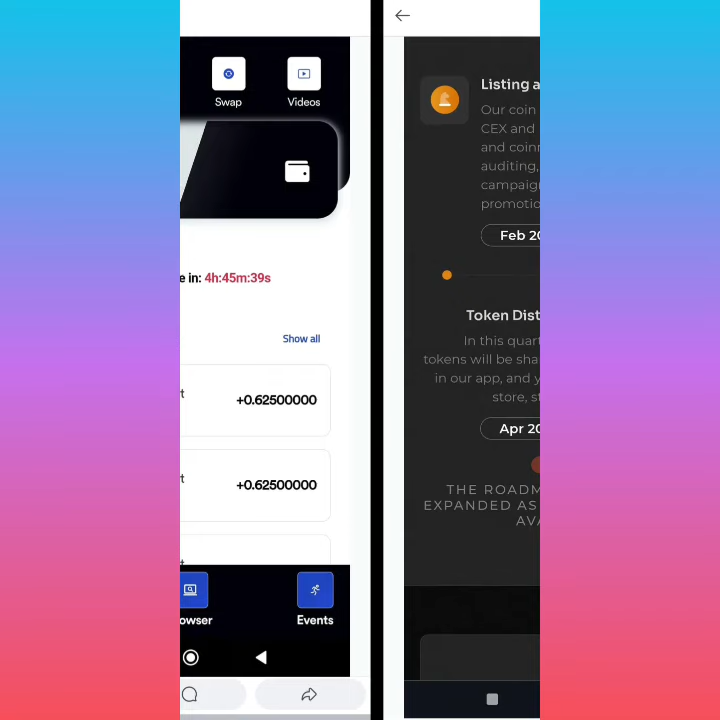 Swap
Videos
e in: 4h:45m:39s
Show all
t
+0.62500000
t
+0.62500000
owser
Events
Listing a
Our coin
CEX and
and coinm
auditing,
campaign
promotio
Feb 20
Token Dist
In this quart
tokens will be sha
in our app, and y
store, st
Apr 20
THE ROADM
EXPANDED AS
AVA